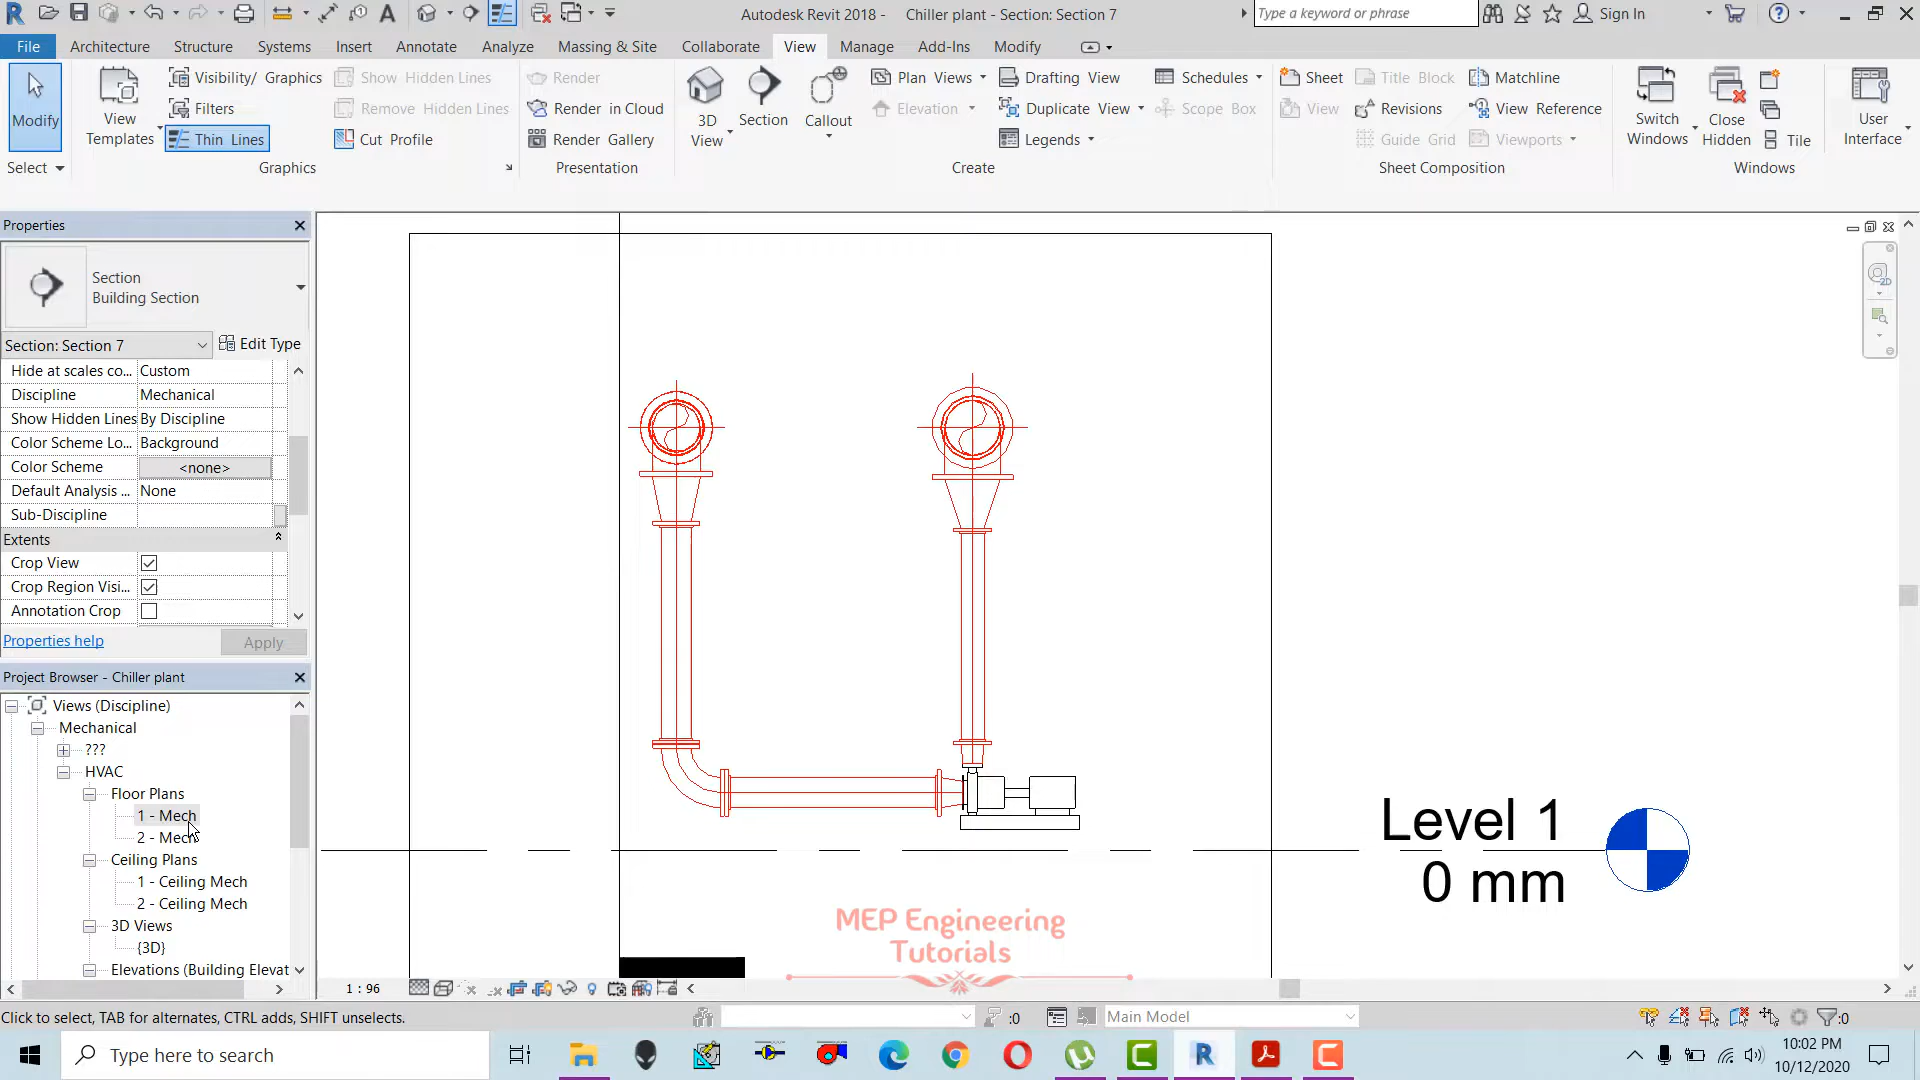 Autodesk Revit 2018 - Chiller plant - Section: Section 7
Type a keyword or phrase
Sign In
File Architecture Structure Systems Insert Annotate Analyze Massing & Site Collaborate View Manage Add-Ins Modify
Modify
View Templates
Visibility/ Graphics
Filters
Thin Lines
Show Hidden Lines
Remove Hidden Lines
Cut Profile
Render
Render in Cloud
Render Gallery
3D View
Section
Callout
Plan Views
Elevation
Drafting View
Duplicate View
Legends
Schedules
Scope Box
Sheet
View
Title Block
Revisions
Guide Grid
Matchline
View Reference
Viewports
Switch Windows
Close Hidden
Tile
User Interface
Select
Graphics
Presentation
Create
Sheet Composition
Windows
Properties
Section
Building Section
Section: Section 7
Edit Type
Hide at scales co... Custom
Discipline Mechanical
Show Hidden Lines By Discipline
Color Scheme Lo... Background
Color Scheme <none>
Default Analysis ... None
Sub-Discipline
Extents
Crop View
Crop Region Visi...
Annotation Crop
Properties help
Apply
Project Browser - Chiller plant
Views (Discipline)
Mechanical
???
HVAC
Floor Plans
1 - Mech
2 - Mech
Ceiling Plans
1 - Ceiling Mech
2 - Ceiling Mech
3D Views
{3D}
Elevations (Building Elevat
Level 1
0 mm
MEP Engineering
Tutorials
2D
1 : 96
Click to select, TAB for alternates, CTRL adds, SHIFT unselects.
:0
Main Model
:0
Type here to search
10:02 PM
10/12/2020